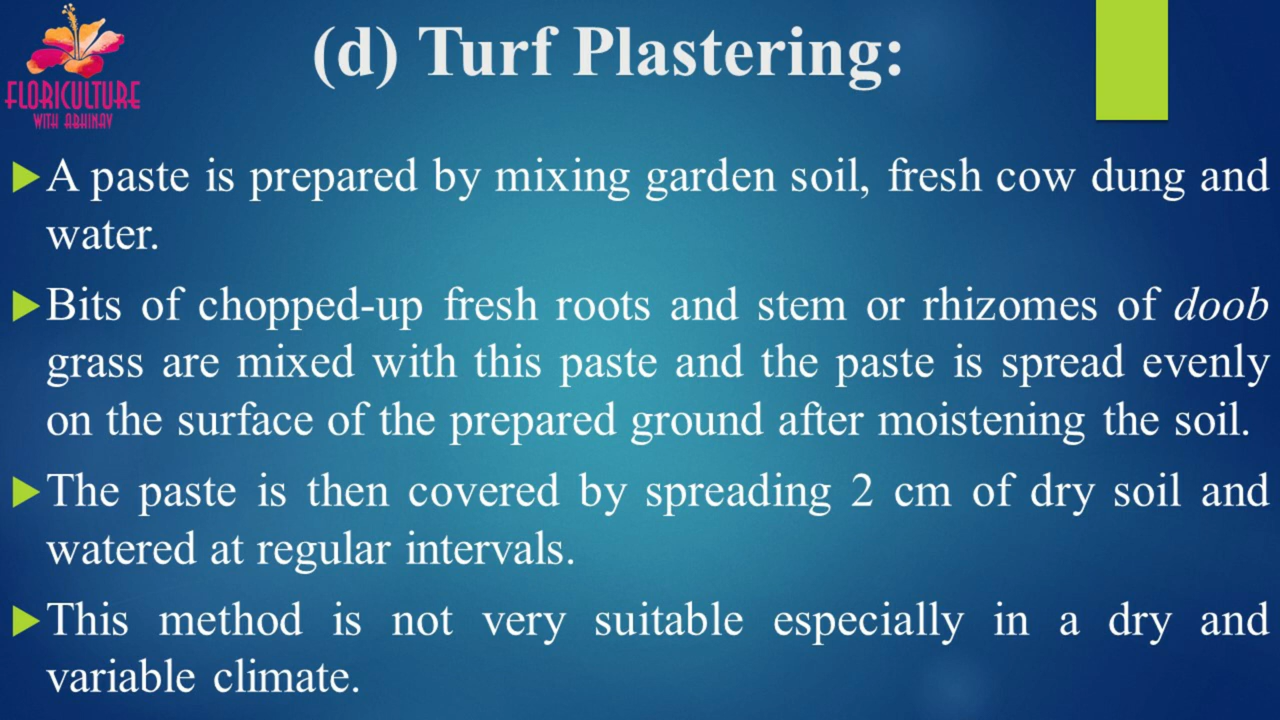 FLORICULTURE
WITH ABHINAV
(d) Turf Plastering:
A paste is prepared by mixing garden soil, fresh cow dung and
water.
Bits of chopped-up fresh roots and stem or rhizomes of doob
grass are mixed with this paste and the paste is spread evenly
on the surface of the prepared ground after moistening the soil.
The paste is then covered by spreading 2 cm of dry soil and
watered at regular intervals.
This method is not very suitable especially in a dry and
variable climate.